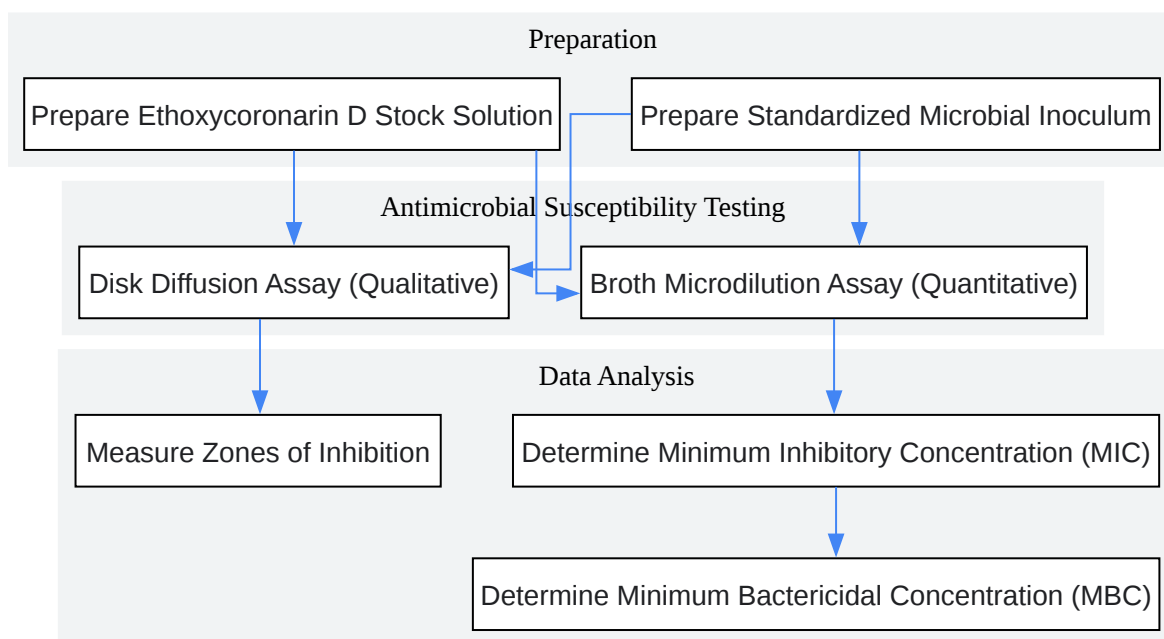 Preparation
Prepare Ethoxycoronarin D Stock Solution
Prepare Standardized Microbial Inoculum
Antimicrobial Susceptibility Testing
Disk Diffusion Assay (Qualitative)
Broth Microdilution Assay (Quantitative)
Data Analysis
Measure Zones of Inhibition
Determine Minimum Inhibitory Concentration (MIC)
Determine Minimum Bactericidal Concentration (MBC)